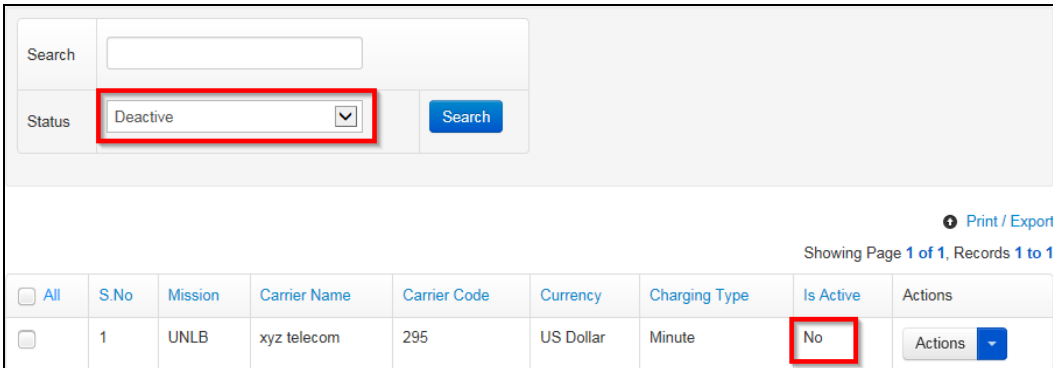 Search
Status Deactive Search
Print / Export
Showing Page 1 of 1, Records 1 to 1
All S.No Mission Carrier Name Carrier Code Currency Charging Type Is Active Actions
1 UNLB xyz telecom 295 US Dollar Minute No Actions